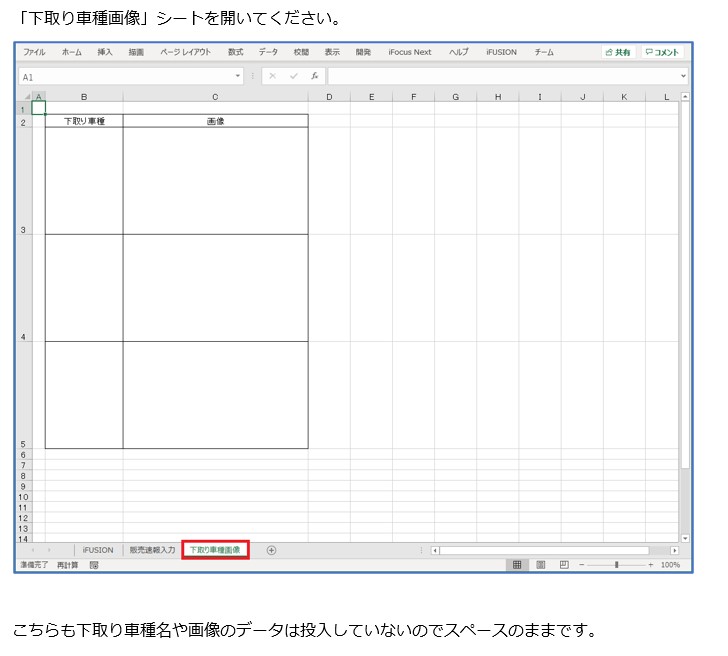 「下取り車種画像」シートを開いてください。
ファイル ホーム 挿入 描画 ページ レイアウト 数式 データ 校閲 表示 開発 iFocus Next ヘルプ iFUSION チーム 共有 コメント
A1 fx
A B C D E F G H I J K L
1
2 下取り車種 画像
3
4
5
6
7
8
9
10
11
12
13
14
iFUSION 販売速報入力 下取り車種画像
準備完了 再計算 100%
こちらも下取り車種名や画像のデータは投入していないのでスペースのままです。